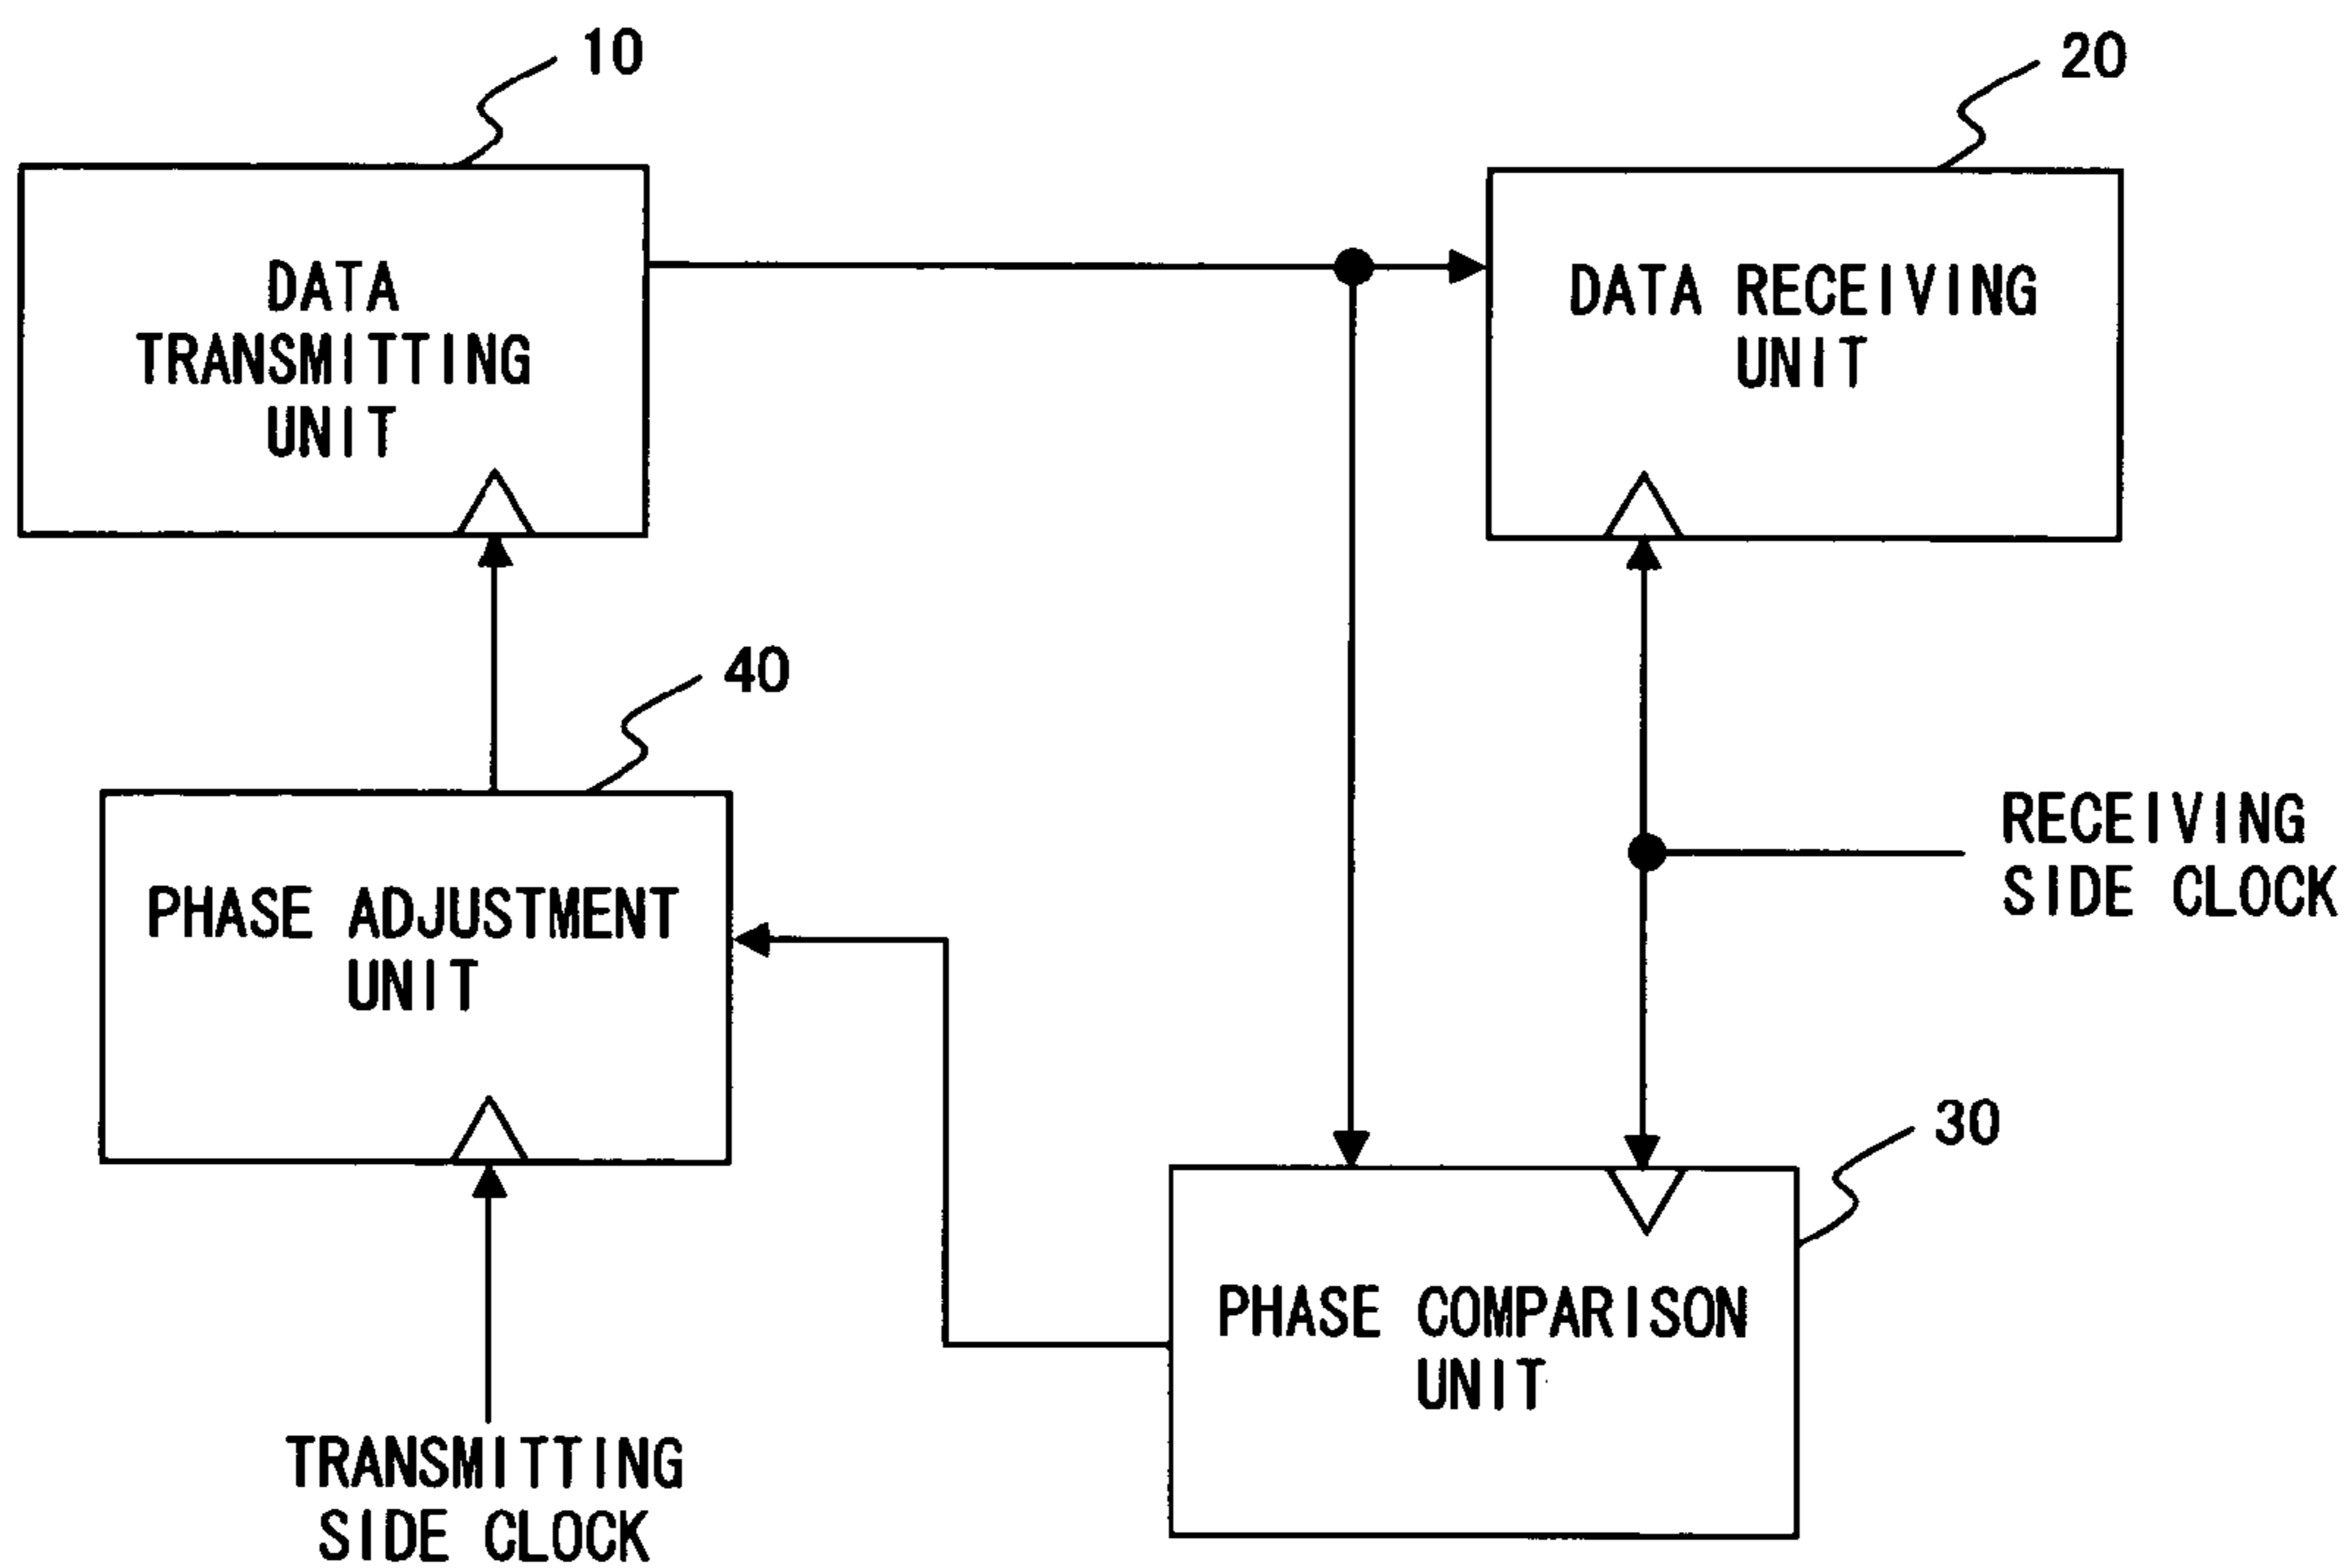 10
20
DATA
TRANSMITTING
UNIT
DATA RECEIVING
UNIT
40
PHASE ADJUSTMENT
UNIT
RECEIVING
SIDE CLOCK
30
PHASE COMPARISON
UNIT
TRANSMITTING
SIDE CLOCK